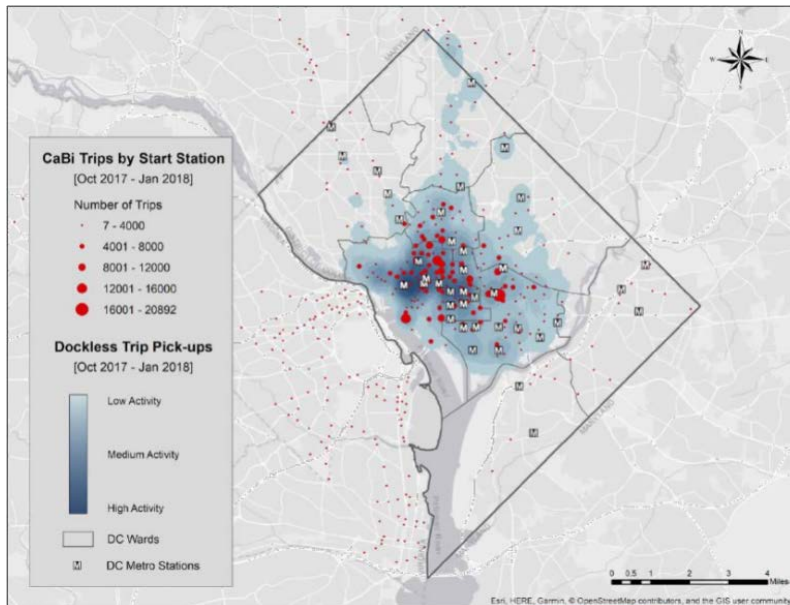 MARYLAND
W
E
S
CaBi Trips by Start Station
[Oct 2017 - Jan 2018]
Number of Trips
7 - 4000
4001 - 8000
8001 - 12000
12001 - 16000
16001 - 20892
Dockless Trip Pick-ups
[Oct 2017 - Jan 2018]
Low Activity
Medium Activity
High Activity
DC Wards
M DC Metro Stations
MARYLAND
0 0.5 1 2 3 4
Miles
Esri, HERE, Garmin, © OpenStreetMap contributors, and the GIS user community